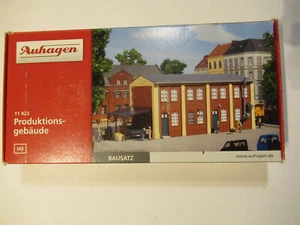 Auhagen
11 423
Produktions-
gebäude
H0
BAUSATZ
www.auhagen.de